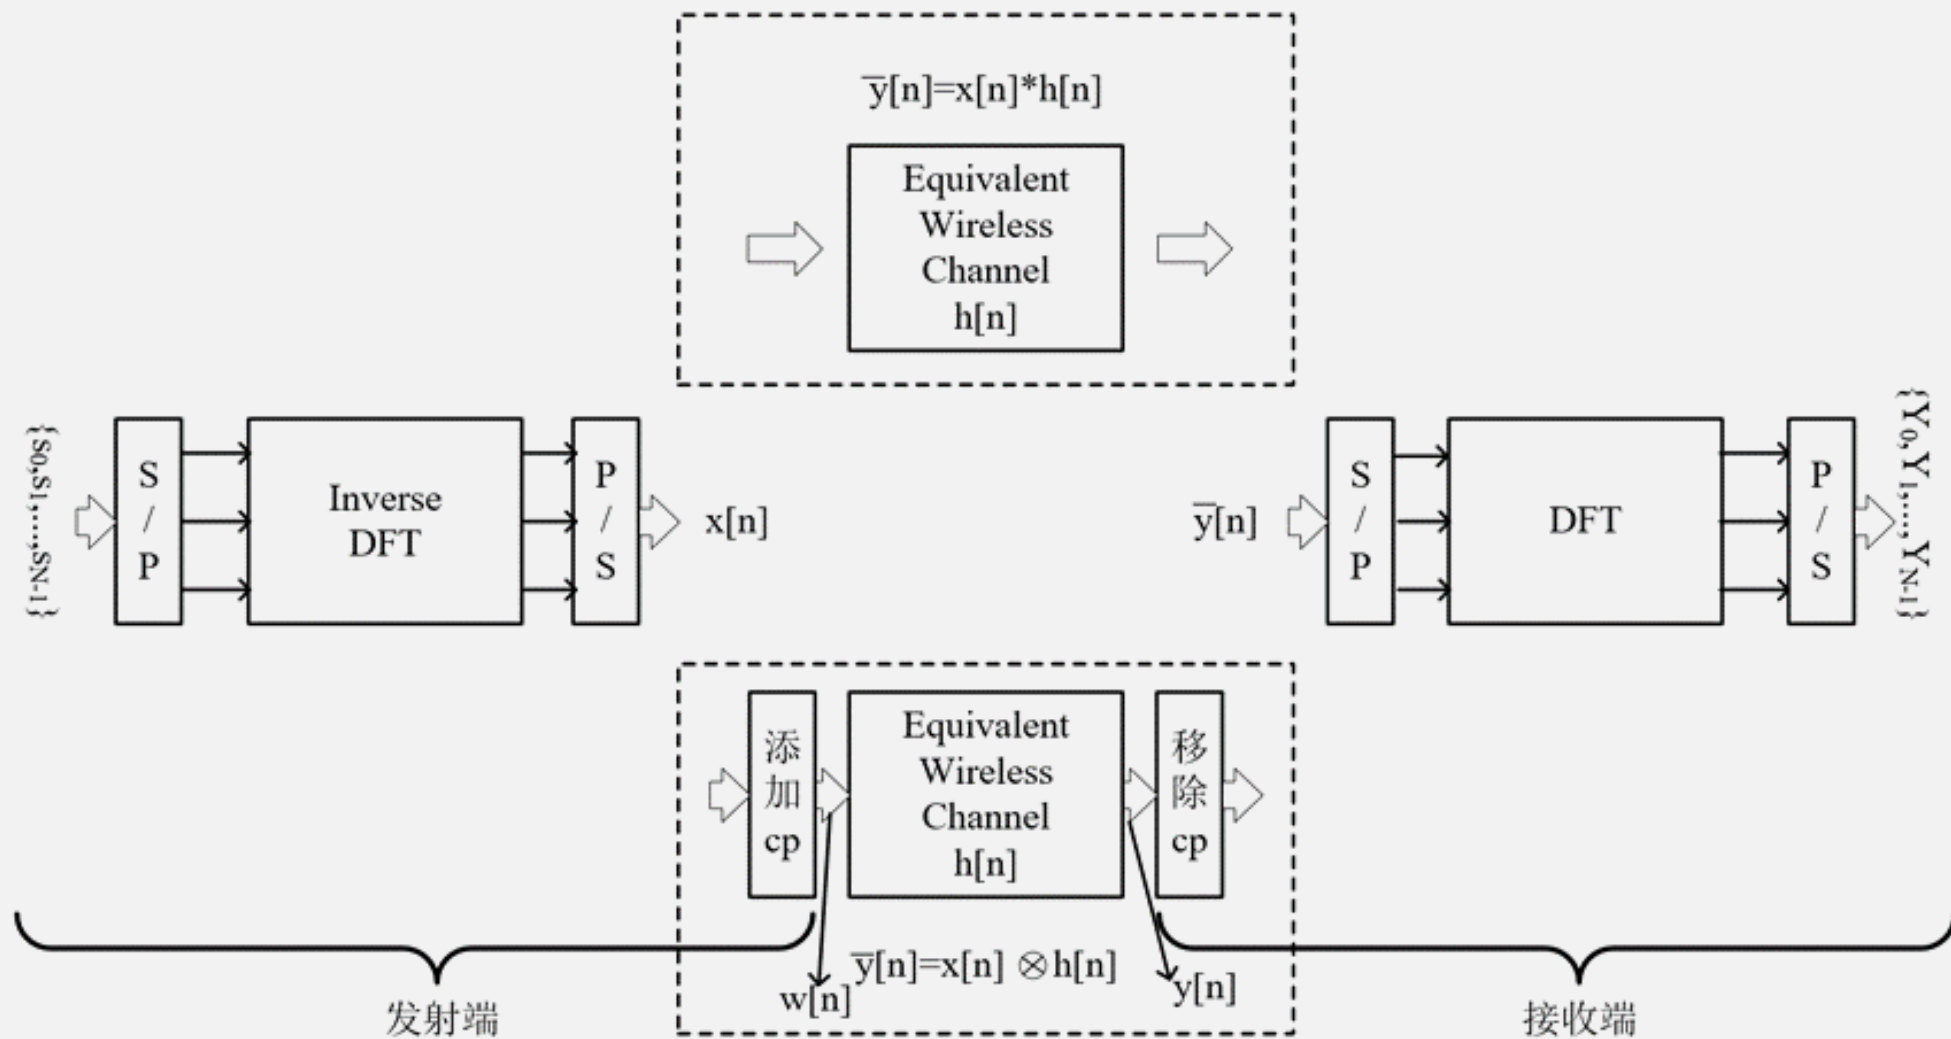 ȳ[n]=x[n]*h[n]
Equivalent
Wireless
Channel
h[n]
{s0,s1,...,sN-1}
S
/
P
Inverse
DFT
P
/
S
x[n]
ȳ[n]
S
/
P
DFT
P
/
S
{Y0,Y1,...,YN-1}
添
加
cp
Equivalent
Wireless
Channel
h[n]
移
除
cp
ȳ[n]=x[n] ⊗ h[n]
w[n]
y[n]
发射端
接收端